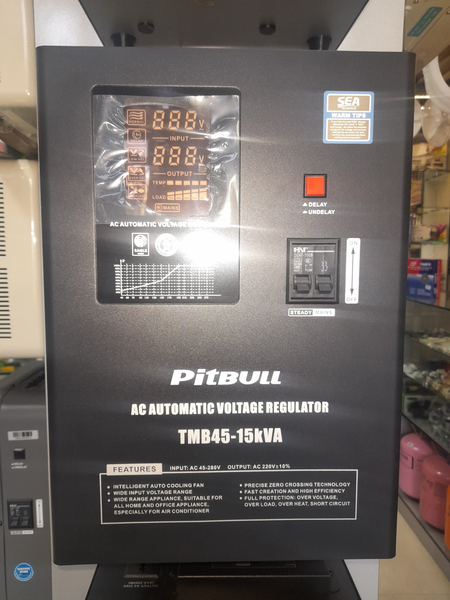 888V
INPUT
888V
OUTPUT
TEMP
LOAD
AC AUTOMATIC VOLTAGE
SEA
WARM TIPS
DELAY
UNDELAY
ON
OFF
STEADY MAINS
PITBULL
AC AUTOMATIC VOLTAGE REGULATOR
TMB45-15kVA
FEATURES INPUT: AC 45-280V OUTPUT: AC 220V±10%
• INTELLIGENT AUTO COOLING FAN
• WIDE INPUT VOLTAGE RANGE
• WIDE RANGE APPLIANCE, SUITABLE FOR
ALL HOME AND OFFICE APPLIANCE,
ESPECIALLY FOR AIR CONDITIONER
• PRECISE ZERO CROSSING TECHNOLOGY
• FAST CREATION AND HIGH EFFICIENCY
• FULL PROTECTION: OVER VOLTAGE,
OVER LOAD, OVER HEAT, SHORT CIRCUIT